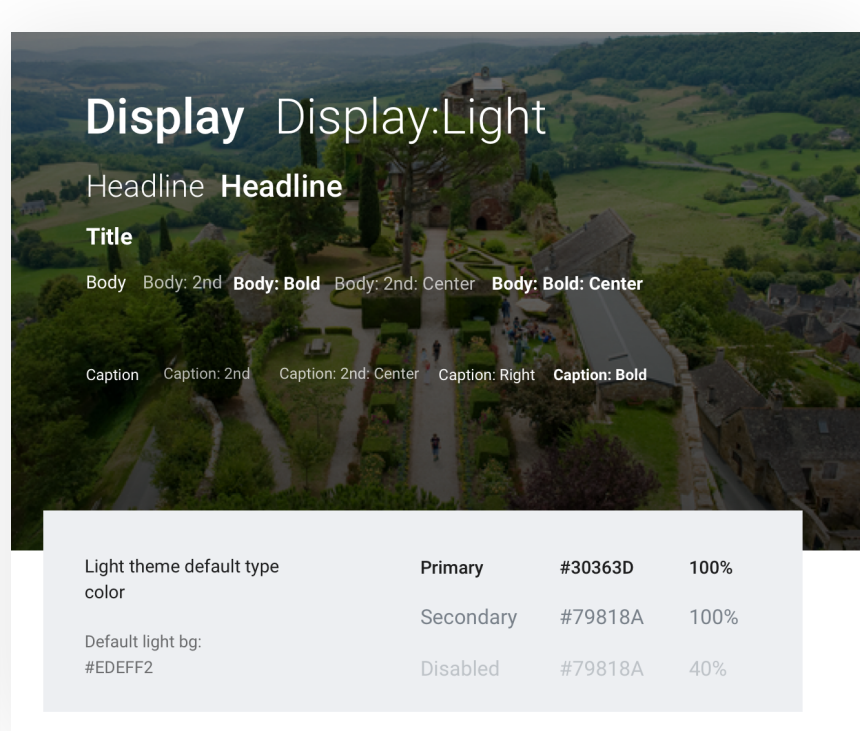 Display Display:Light
Headline Headline
Title
Body Body: 2nd Body: Bold Body: 2nd: Center Body: Bold: Center
Caption Caption: 2nd Caption: 2nd: Center Caption: Right Caption: Bold
Light theme default type
color
Default light bg:
#EDEFF2
Primary #30363D 100%
Secondary #79818A 100%
Disabled #79818A 40%